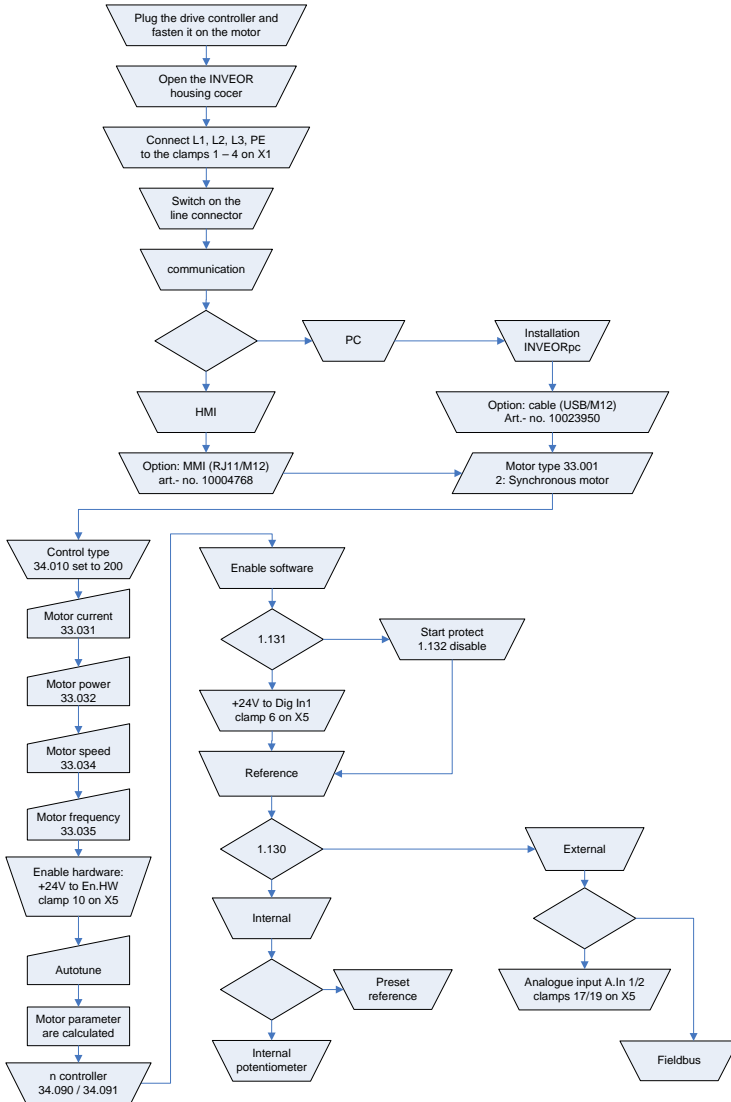 Plug the drive controller and
fasten it on the motor
Open the INVEOR
housing cocer
Connect L1, L2, L3, PE
to the clamps 1 – 4 on X1
Switch on the
line connector
communication
PC
Installation
INVEORpc
HMI
Option: cable (USB/M12)
Art.- no. 10023950
Option: MMI (RJ11/M12)
art.- no. 10004768
Motor type 33.001
2: Synchronous motor
Control type
34.010 set to 200
Motor current
33.031
Motor power
33.032
Motor speed
33.034
Motor frequency
33.035
Enable hardware:
+24V to En.HW
clamp 10 on X5
Autotune
Motor parameter
are calculated
n controller
34.090 / 34.091
Enable software
1.131
Start protect
1.132 disable
+24V to Dig In1
clamp 6 on X5
Reference
1.130
External
Internal
Analogue input A.In 1/2
clamps 17/19 on X5
Preset
reference
Internal
potentiometer
Fieldbus